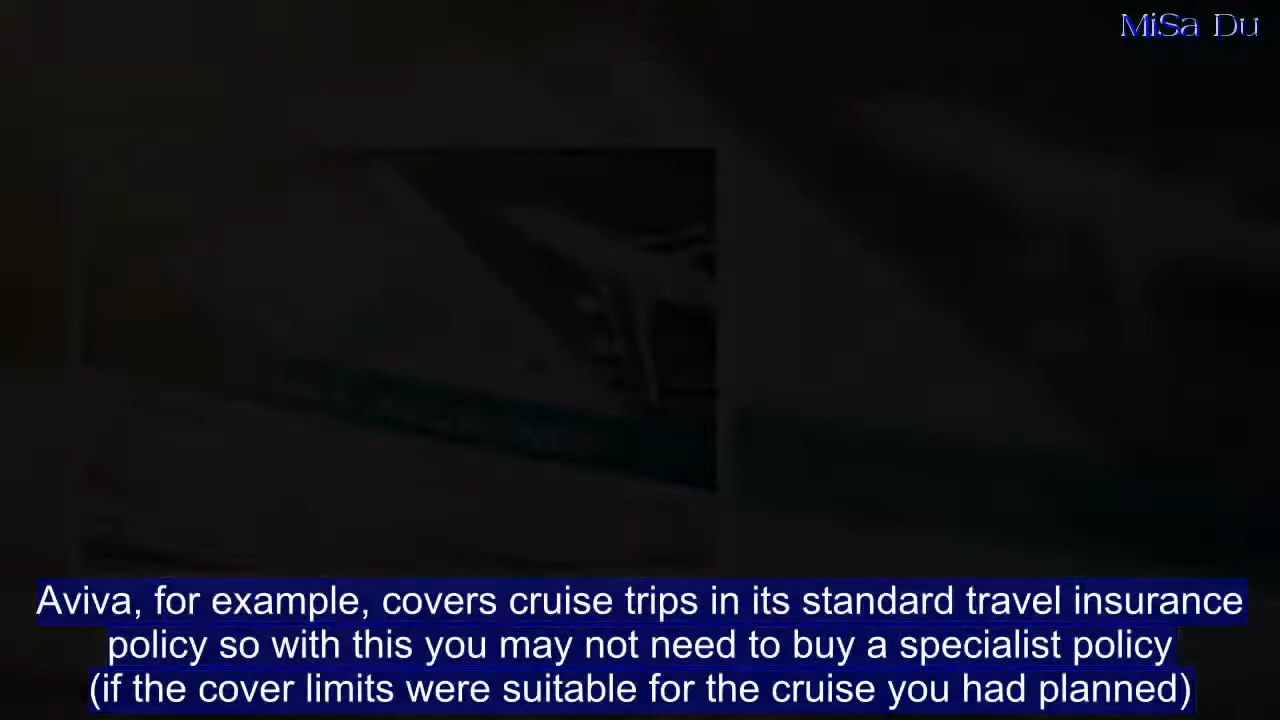 MiSa Du
Aviva, for example, covers cruise trips in its standard travel insurance
policy so with this you may not need to buy a specialist policy
(if the cover limits were suitable for the cruise you had planned)